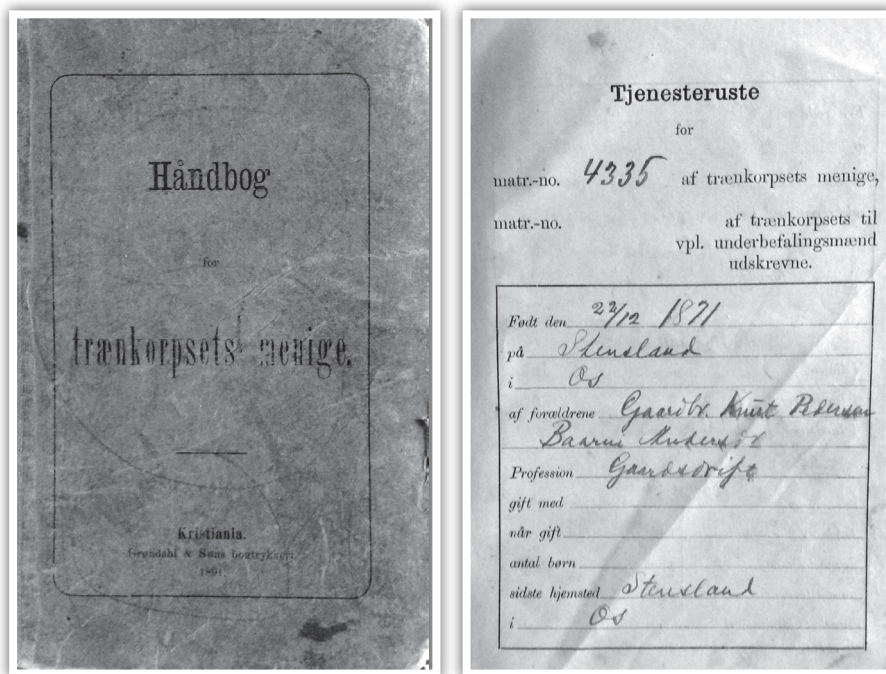 Håndbog
for
trænkorpsets menige.
Kristiania.
Grøndahl & Søns bogtrykkeri.
1891.
Tjenesteruste
for
matr.-no. 4335 af trænkorpsets menige,
matr.-no. af trænkorpsets til
vpl. underbefalingsmænd
udskrevne.
Født den 22/12 1871
på Stensland
i Os
af forældrene Gaardbr. Knut Pedersen
Andersdr
Profession Gaardsdrift
gift med
når gift
antal børn
sidste hjemsted Stensland
i Os